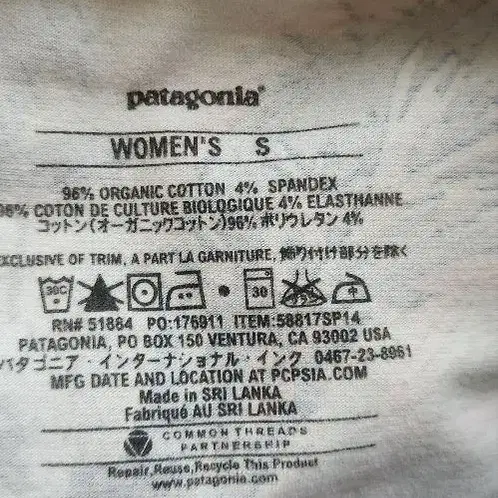 patagonia®
WOMEN'S S
96% ORGANIC COTTON 4% SPANDEX
96% COTON DE CULTURE BIOLOGIQUE 4% ELASTHANNE
コットン(オーガニックコットン)96% ポリウレタン 4%
EXCLUSIVE OF TRIM, A PART LA GARNITURE, 飾り付け部分を除く
30C 30 中
RN# 51884 PO:176911 ITEM:58817SP14
PATAGONIA, PO BOX 150 VENTURA, CA 93002 USA
パタゴニア・インターナショナル・インク 0467-23-8961
MFG DATE AND LOCATION AT PCPSIA.COM
Made in SRI LANKA
Fabriqué AU SRI LANKA
COMMON THREADS
PARTNERSHIP
Repair,Reuse,Recycle This Product
www.patagonia.com